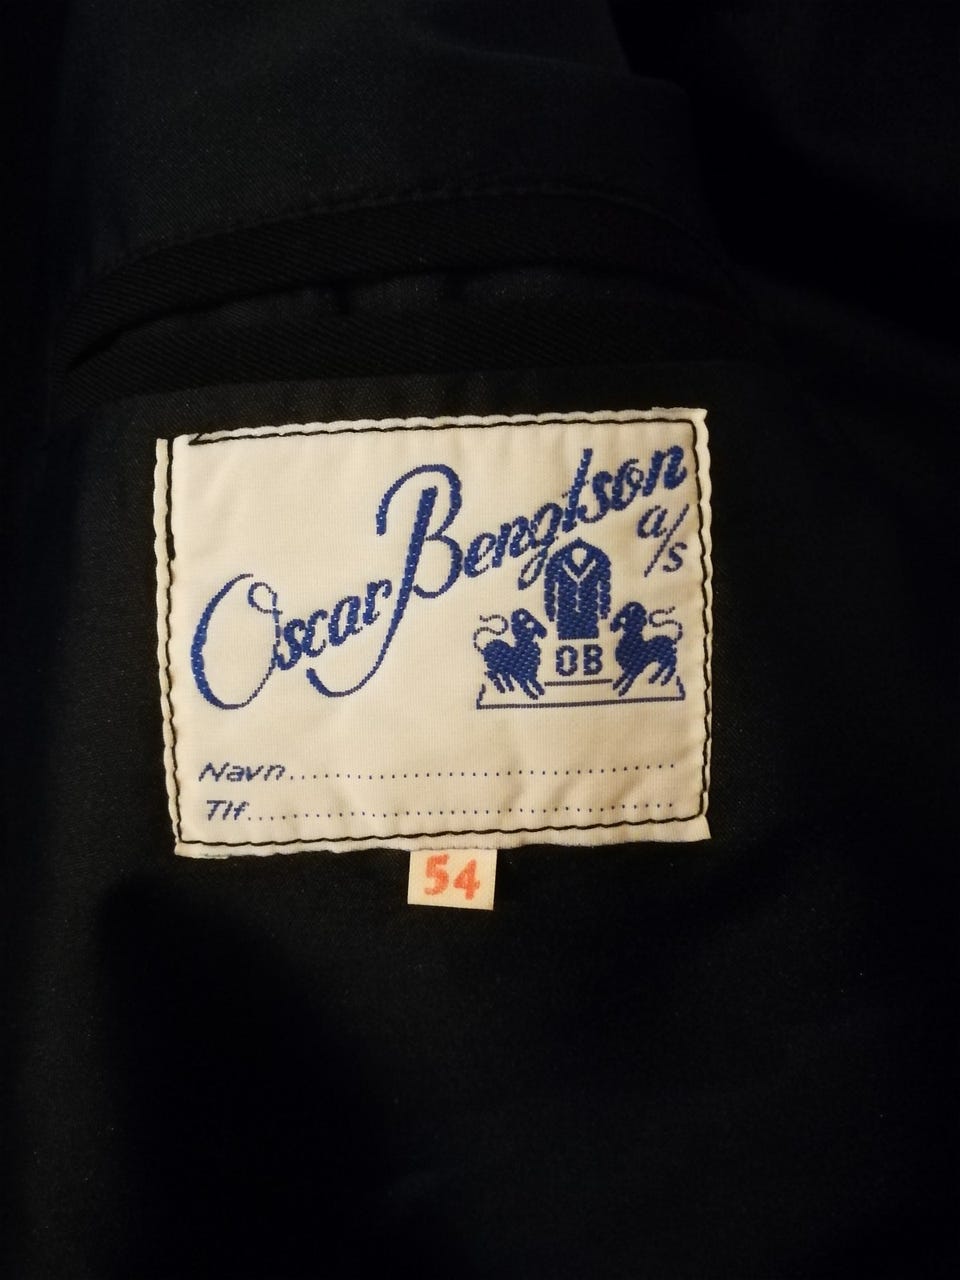 Oscar Bengtson
a/s
OB
Navn..............................
Tlf..............................
54